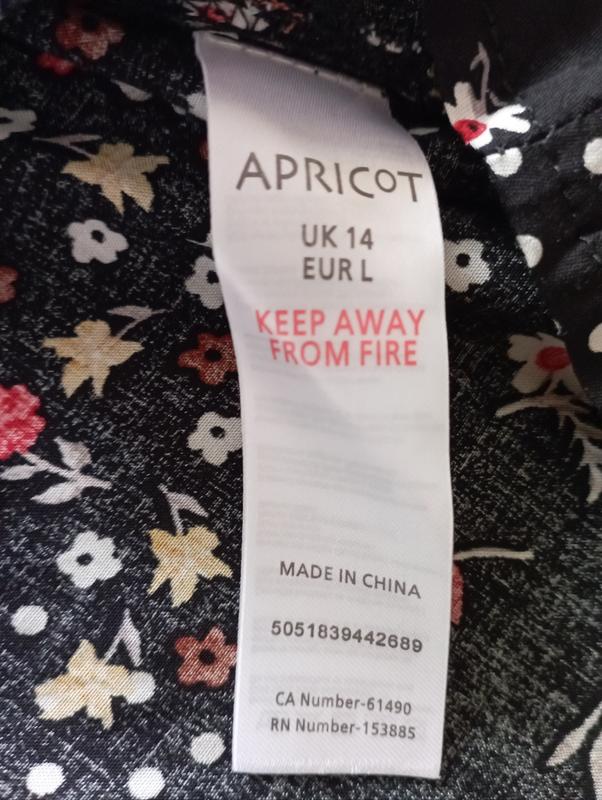 APRICOT
UK 14
EUR L
KEEP AWAY
FROM FIRE
MADE IN CHINA
5051839442689
CA Number-61490
RN Number-153885